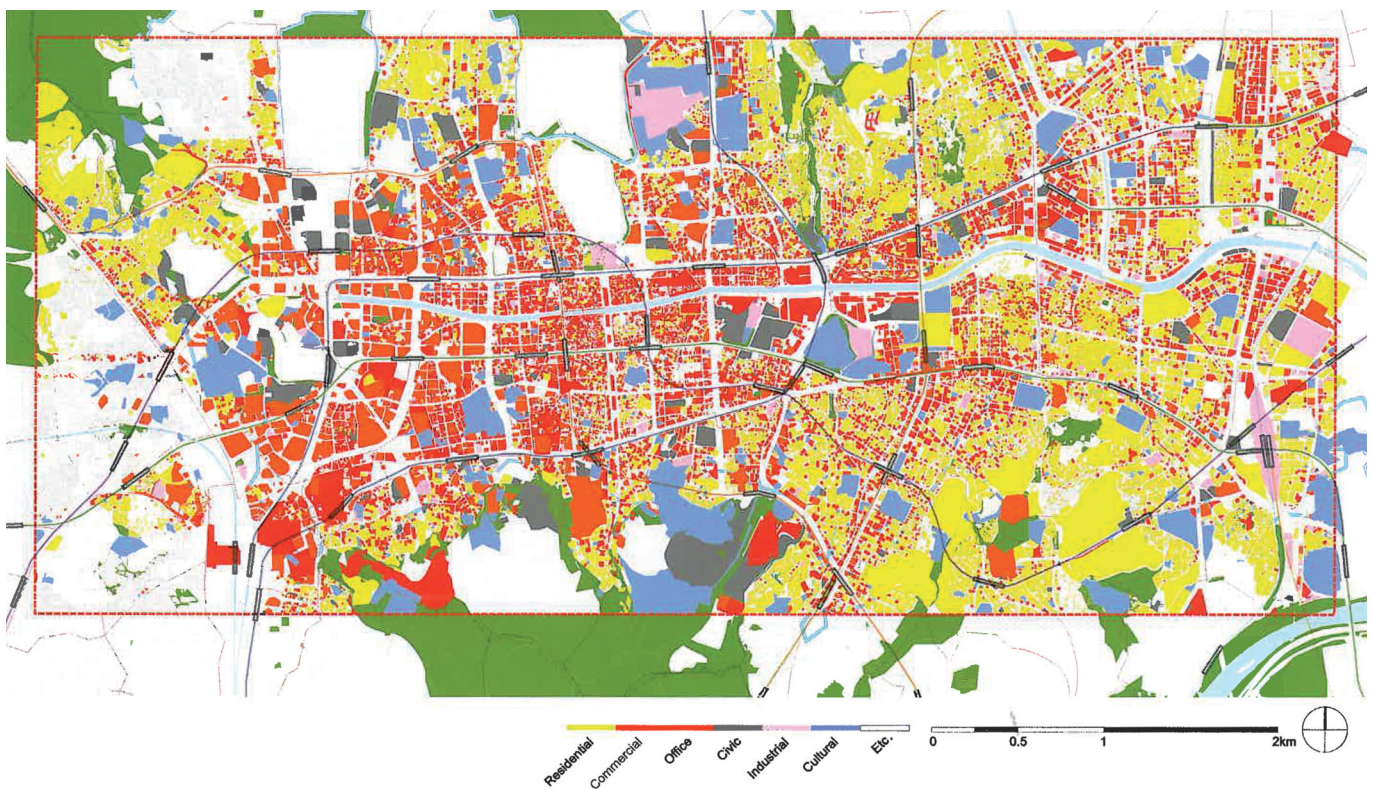 Residential
Commercial
Office
Civic
Industrial
Cultural
Etc.
0 0.5 1 2km